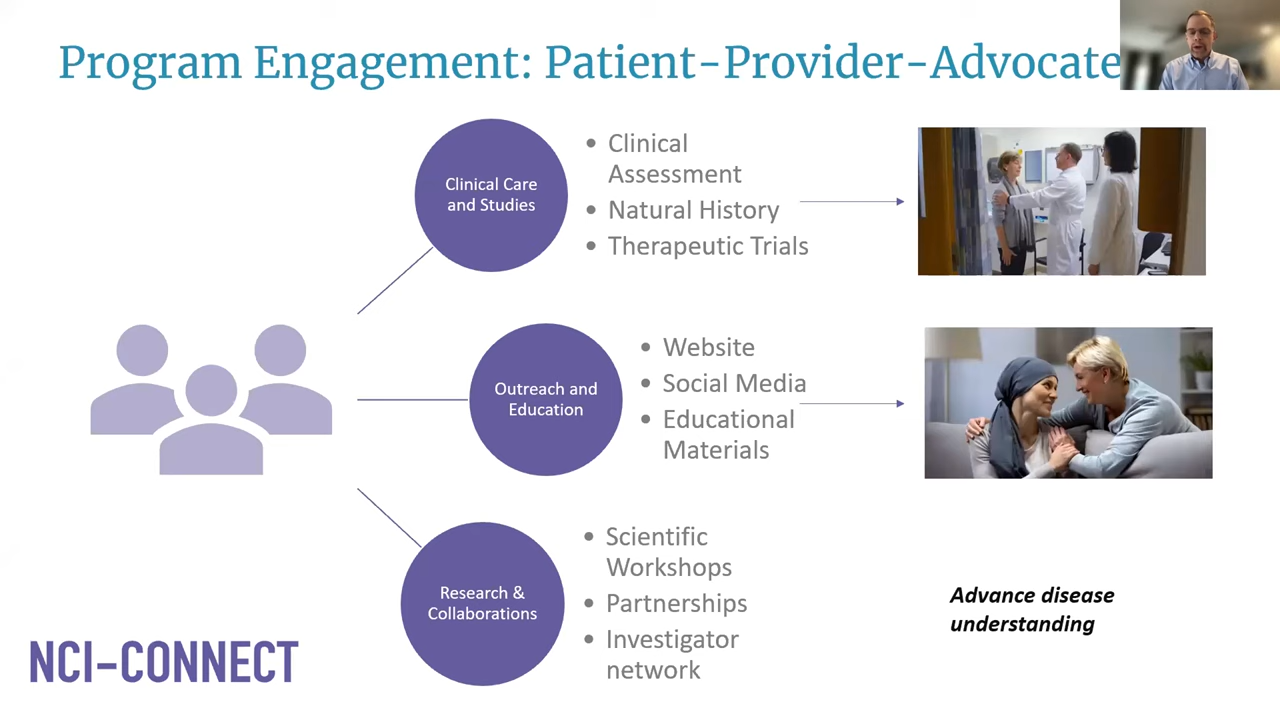 Program Engagement: Patient-Provider-Advocate
Clinical Care
and Studies
• Clinical
Assessment
• Natural History
• Therapeutic Trials
Outreach and
Education
• Website
• Social Media
• Educational
Materials
Research &
Collaborations
• Scientific
Workshops
• Partnerships
• Investigator
network
Advance disease
understanding
NCI-CONNECT